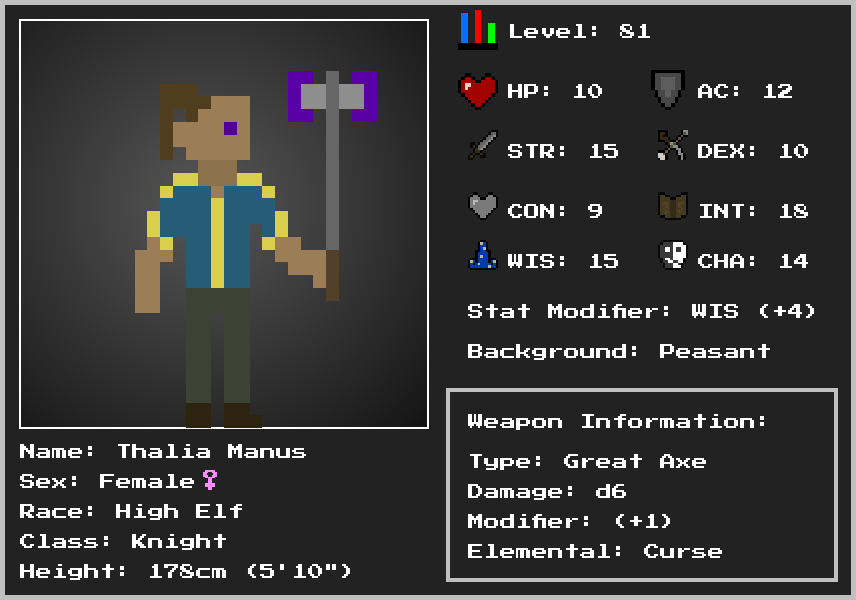 Level: 81
HP: 10
AC: 12
STR: 15
DEX: 10
CON: 9
INT: 18
WIS: 15
CHA: 14
Stat Modifier: WIS (+4)
Background: Peasant
Weapon Information:
Type: Great Axe
Damage: d6
Modifier: (+1)
Elemental: Curse
Name: Thalia Manus
Sex: Female♀
Race: High Elf
Class: Knight
Height: 178cm (5'10")